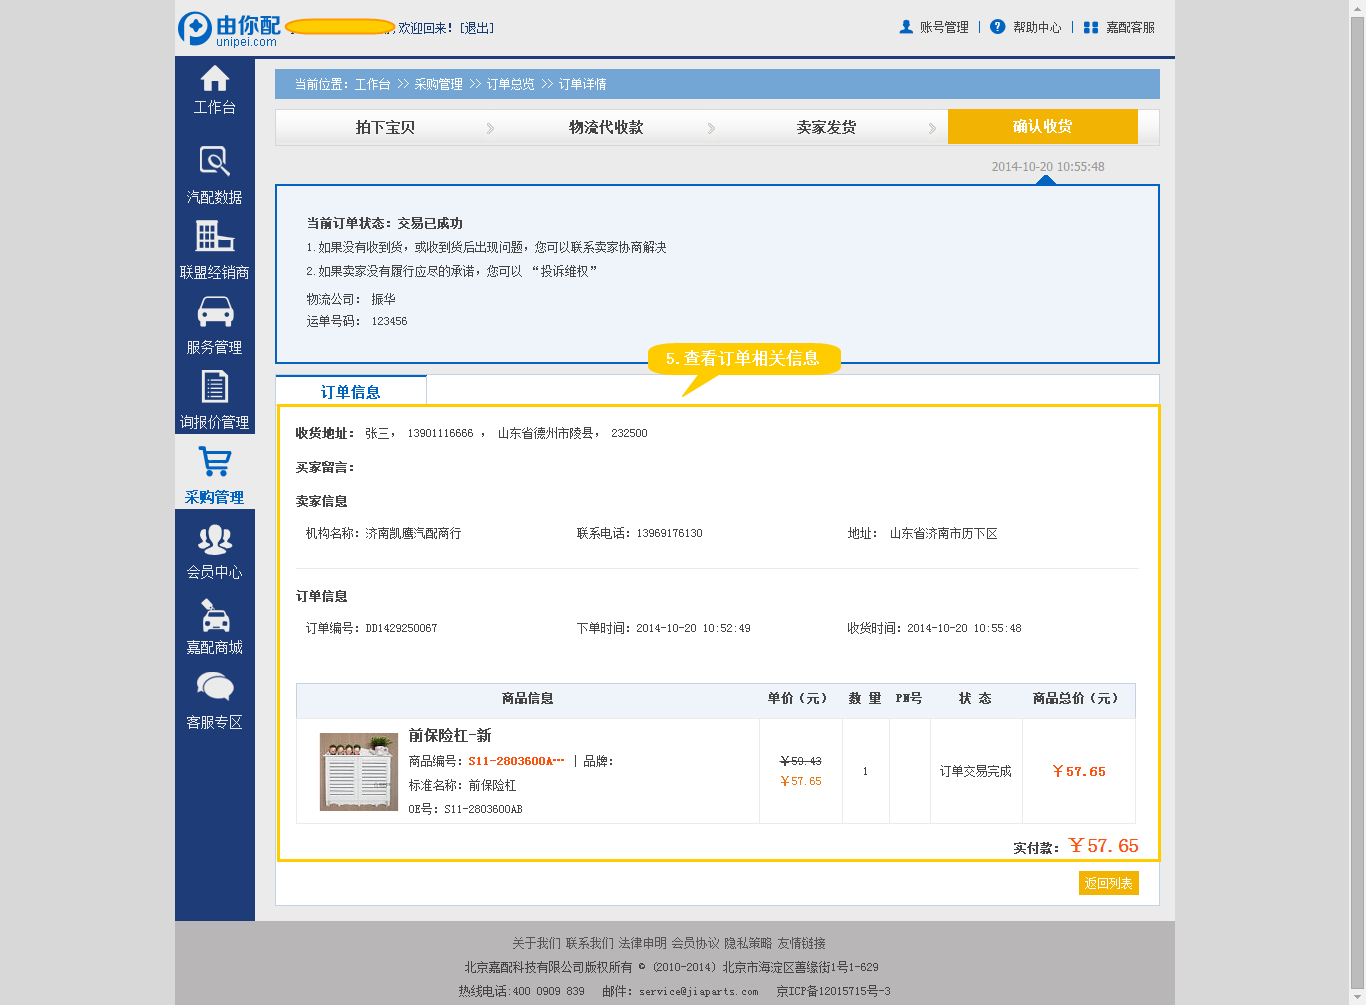 由你配
unipei.com
欢迎回来! [退出]
账号管理 | 帮助中心 | 嘉配客服
工作台
汽配数据
联盟经销商
服务管理
询报价管理
采购管理
会员中心
嘉配商城
客服专区
当前位置: 工作台 >> 采购管理 >> 订单总览 >> 订单详情
拍下宝贝
物流代收款
卖家发货
确认收货
2014-10-20 10:55:48
当前订单状态: 交易已成功
1.如果没有收到货, 或收到货后出现问题, 您可以联系卖家协商解决
2.如果卖家没有履行应尽的承诺, 您可以 “投诉维权”
物流公司: 振华
运单号码: 123456
5.查看订单相关信息
订单信息
收货地址: 张三, 13901116666 , 山东省德州市陵县, 232500
买家留言:
卖家信息
机构名称: 济南凯鹰汽配商行 联系电话: 13969176130 地址: 山东省济南市历下区
订单信息
订单编号: DD1429250067 下单时间: 2014-10-20 10:52:49 收货时间: 2014-10-20 10:55:48
商品信息 单价（元） 数 量 PN号 状 态 商品总价（元）
前保险杠-新
商品编号: S11-2803600A… | 品牌:
标准名称: 前保险杠
OE号: S11-2803600AB
￥59.43
￥57.65
1
订单交易完成
￥57.65
实付款: ￥57.65
返回列表
关于我们 联系我们 法律申明 会员协议 隐私策略 友情链接
北京嘉配科技有限公司版权所有 © (2010-2014) 北京市海淀区善缘街1号1-629
热线电话:400 0909 839 邮件: service@jiaparts.com 京ICP备12015715号-3